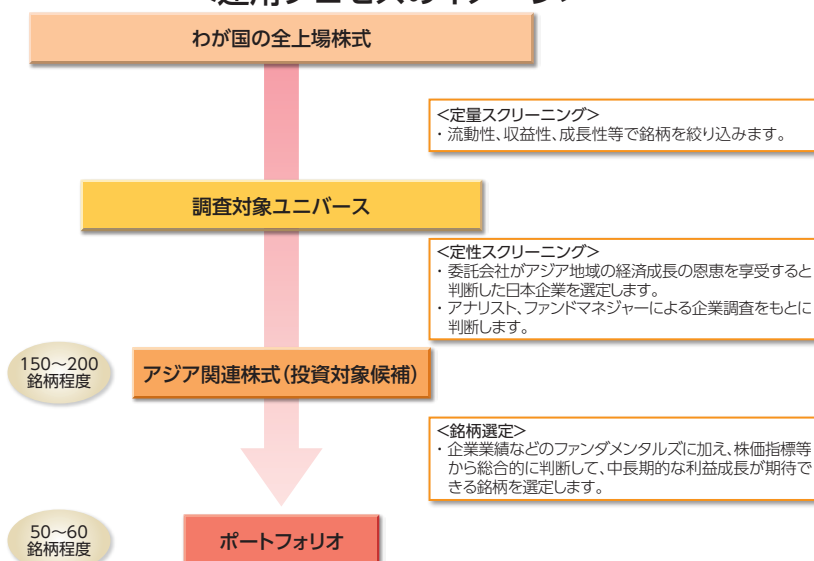 <運用プロセスのイメージ>
わが国の全上場株式
<定量スクリーニング>
・流動性、収益性、成長性等で銘柄を絞り込みます。
調査対象ユニバース
<定性スクリーニング>
・委託会社がアジア地域の経済成長の恩恵を享受すると
判断した日本企業を選定します。
・アナリスト、ファンドマネジャーによる企業調査をもとに
判断します。
150~200
銘柄程度
アジア関連株式(投資対象候補)
<銘柄選定>
・企業業績などのファンダメンタルズに加え、株価指標等
から総合的に判断して、中長期的な利益成長が期待で
きる銘柄を選定します。
50~60
銘柄程度
ポートフォリオ